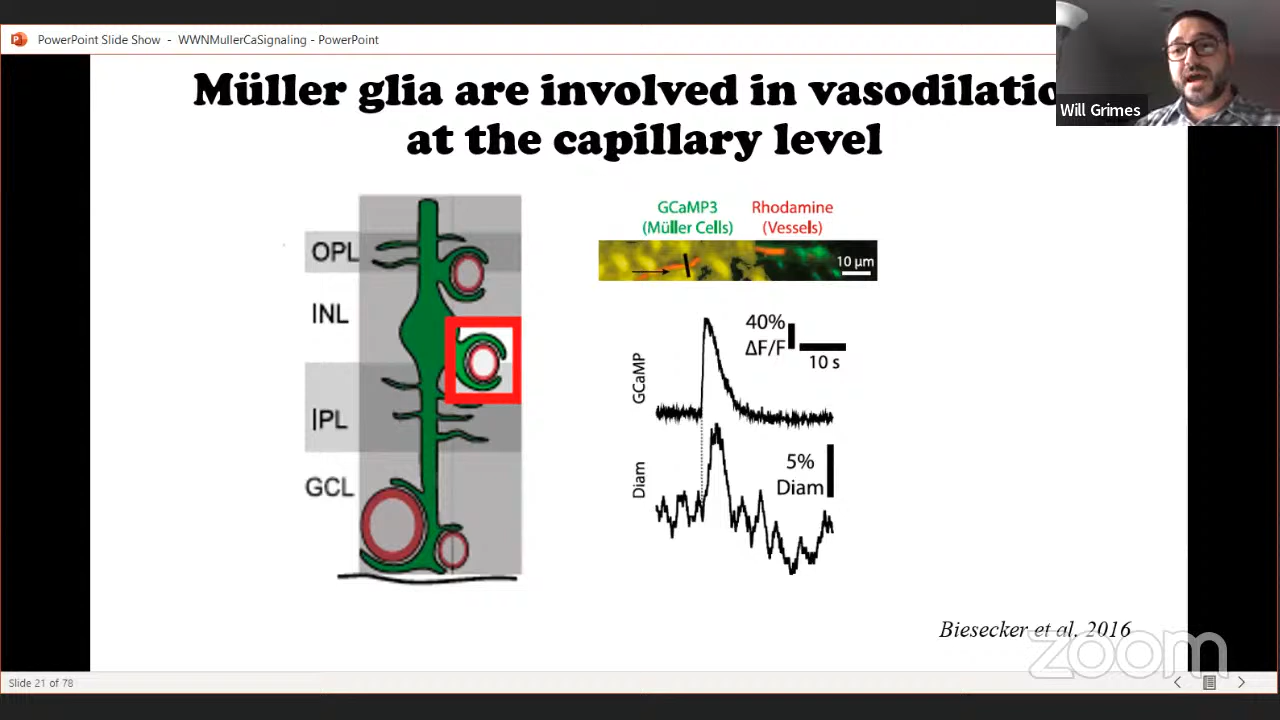 PowerPoint Slide Show - WWNMullerCaSignaling - PowerPoint
Müller glia are involved in vasodilatio
at the capillary level
Will Grimes
OPL
INL
IPL
GCL
GCaMP3
(Müller Cells)
Rhodamine
(Vessels)
10 µm
40%
ΔF/F
10 s
GCaMP
5%
Diam
Diam
Biesecker et al. 2016
zoom
Slide 21 of 78